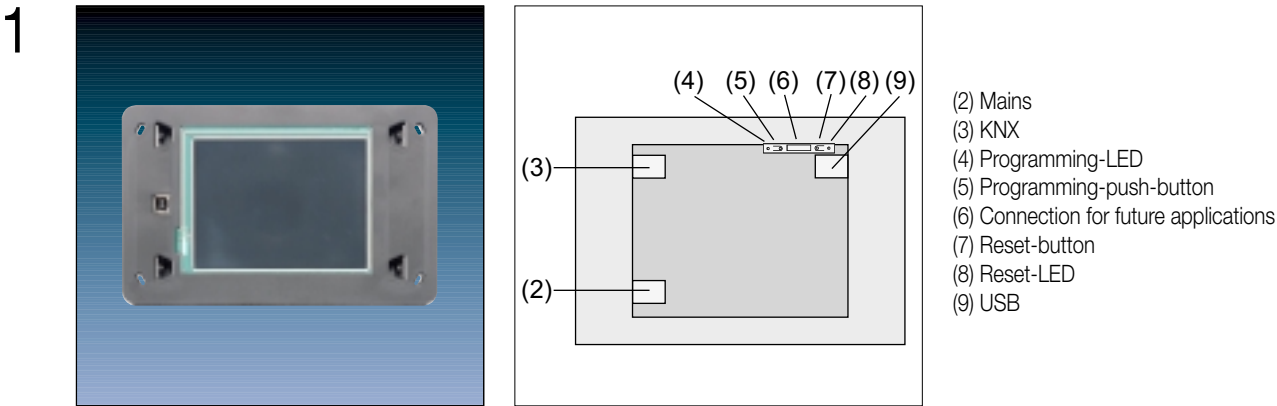 1
(4) (5) (6) (7) (8) (9)
(3)
(2)
(2) Mains
(3) KNX
(4) Programming-LED
(5) Programming-push-button
(6) Connection for future applications
(7) Reset-button
(8) Reset-LED
(9) USB